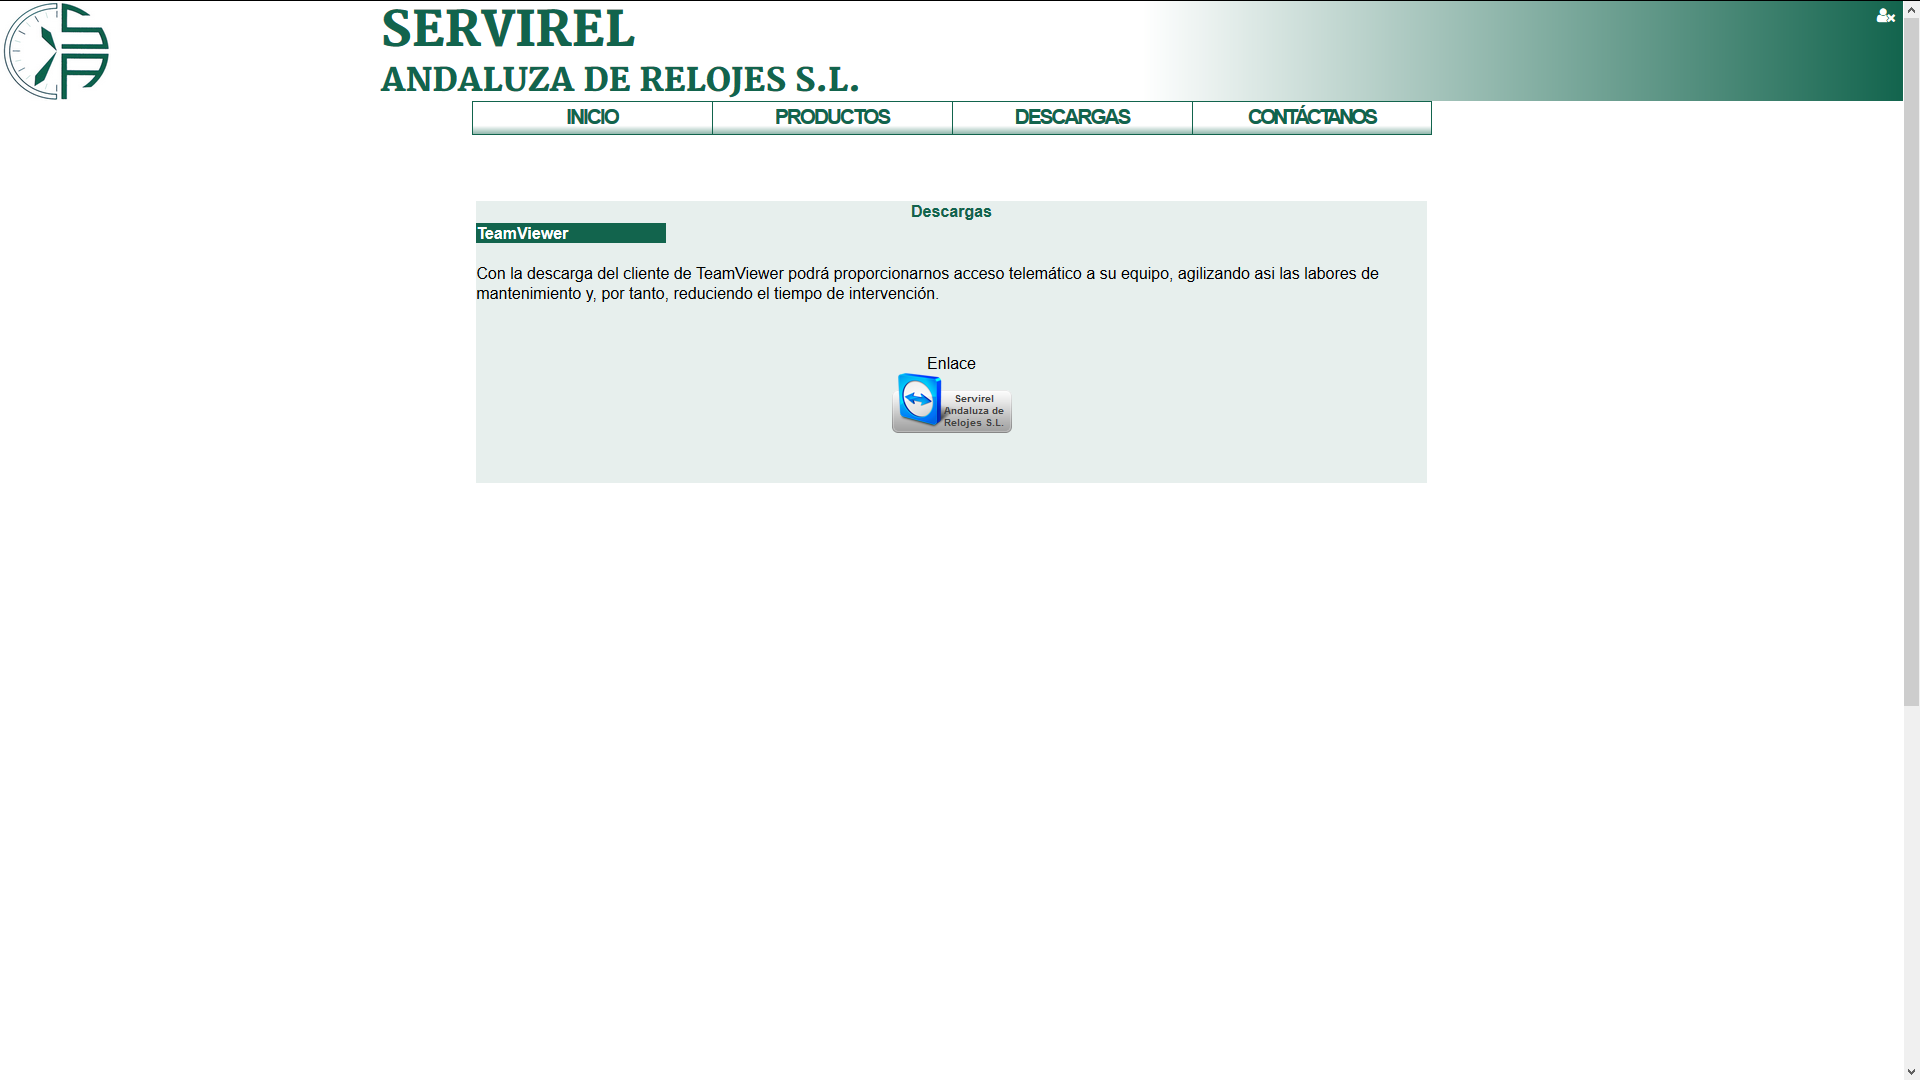 SERVIREL
ANDALUZA DE RELOJES S.L.
INICIO
PRODUCTOS
DESCARGAS
CONTÁCTANOS
Descargas
TeamViewer
Con la descarga del cliente de TeamViewer podrá proporcionarnos acceso telemático a su equipo, agilizando asi las labores de
mantenimiento y, por tanto, reduciendo el tiempo de intervención.
Enlace
Servirel
Andaluza de
Relojes S.L.